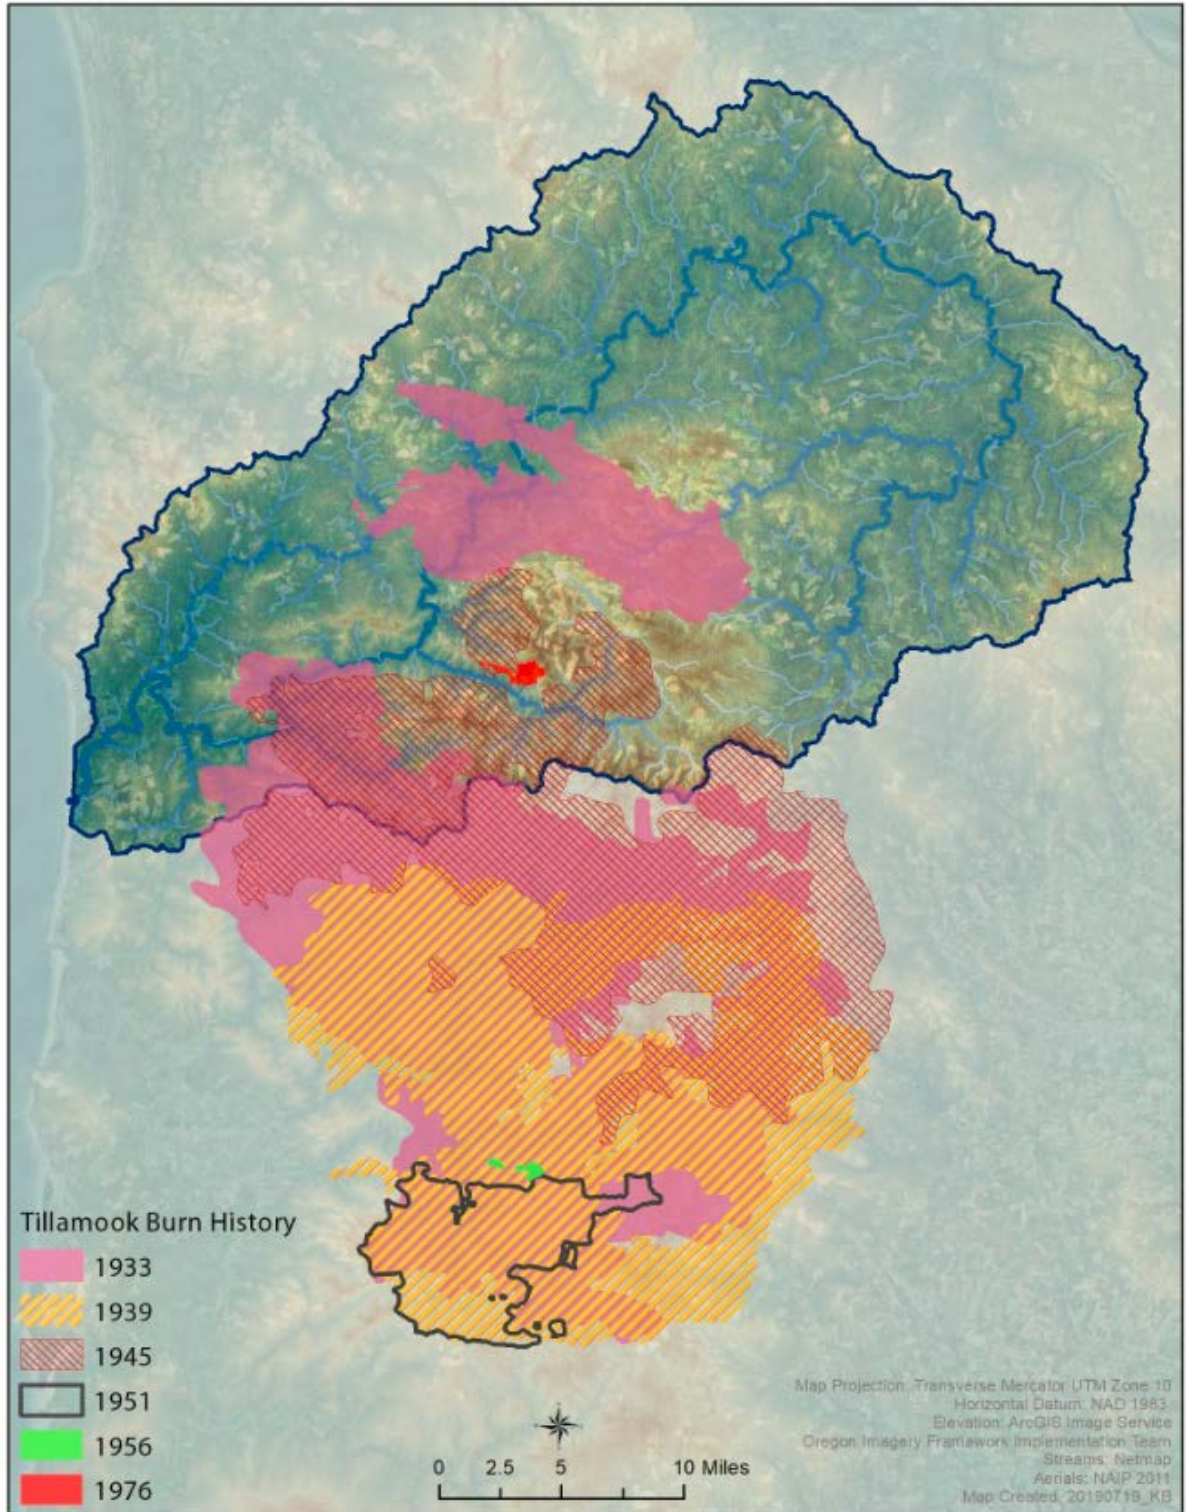 Tillamook Burn History
1933
1939
1945
1951
1956
1976
0 2.5 5 10 Miles
Map Projection: Transverse Mercator UTM Zone 10
Horizontal Datum: NAD 1983
Elevation: ArcGIS Image Service
Oregon Imagery Framework Implementation Team
Streams: Netmap
Aerials: NAIP 2011
Map Created, 20190719_KB